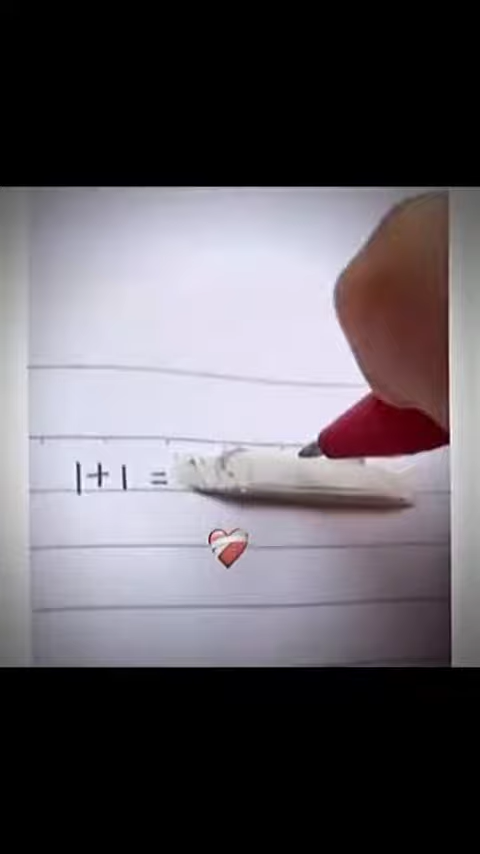 1+1 =